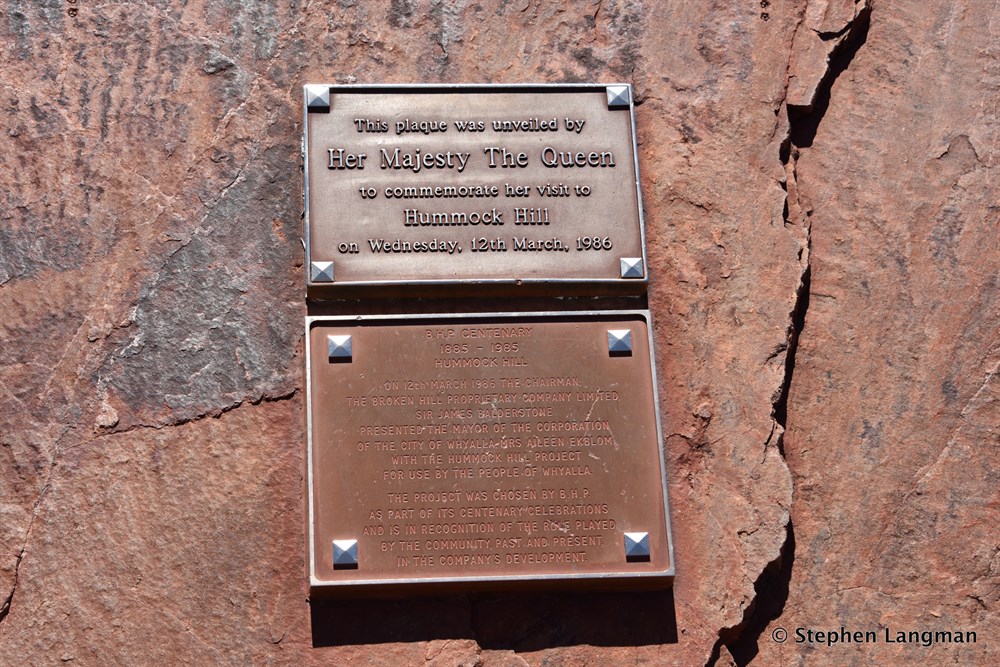 This plaque was unveiled by
Her Majesty The Queen
to commemorate her visit to
Hummock Hill
on Wednesday, 12th March, 1986
B.H.P. CENTENARY
1885 - 1985
HUMMOCK HILL
ON 12th MARCH 1986 THE CHAIRMAN,
THE BROKEN HILL PROPRIETARY COMPANY LIMITED,
SIR JAMES BALDERSTONE
PRESENTED THE MAYOR OF THE CORPORATION
OF THE CITY OF WHYALLA MRS AILEEN EKBLOM
WITH THE HUMMOCK HILL PROJECT
FOR USE BY THE PEOPLE OF WHYALLA.
THE PROJECT WAS CHOSEN BY B.H.P.
AS PART OF ITS CENTENARY CELEBRATIONS
AND IS IN RECOGNITION OF THE ROLE PLAYED
BY THE COMMUNITY, PAST AND PRESENT,
IN THE COMPANY'S DEVELOPMENT.
© Stephen Langman